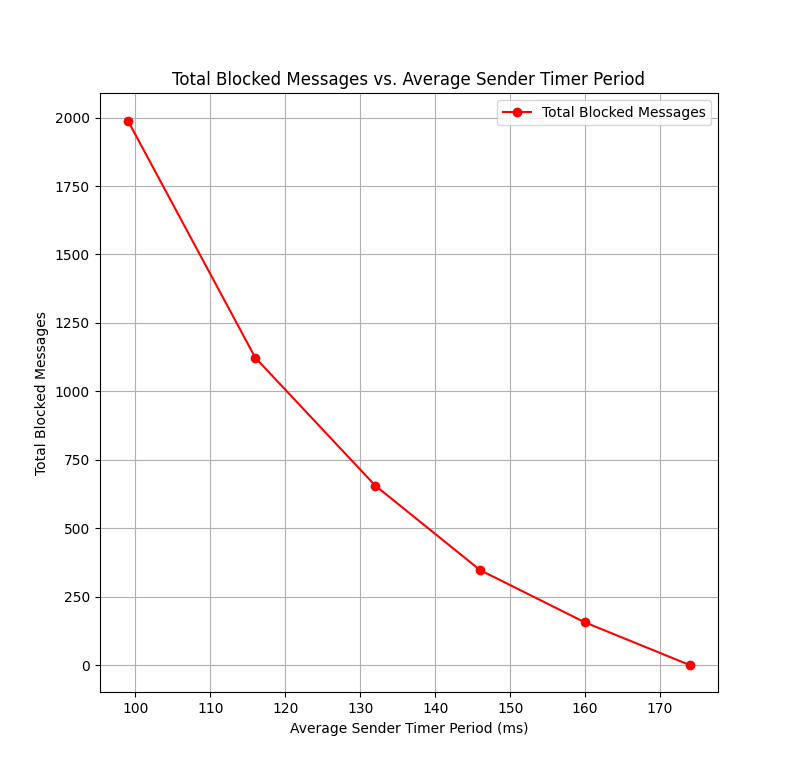 Total Blocked Messages vs. Average Sender Timer Period
Total Blocked Messages
2000
1750
1500
1250
1000
750
500
250
0
Total Blocked Messages
100 110 120 130 140 150 160 170
Average Sender Timer Period (ms)